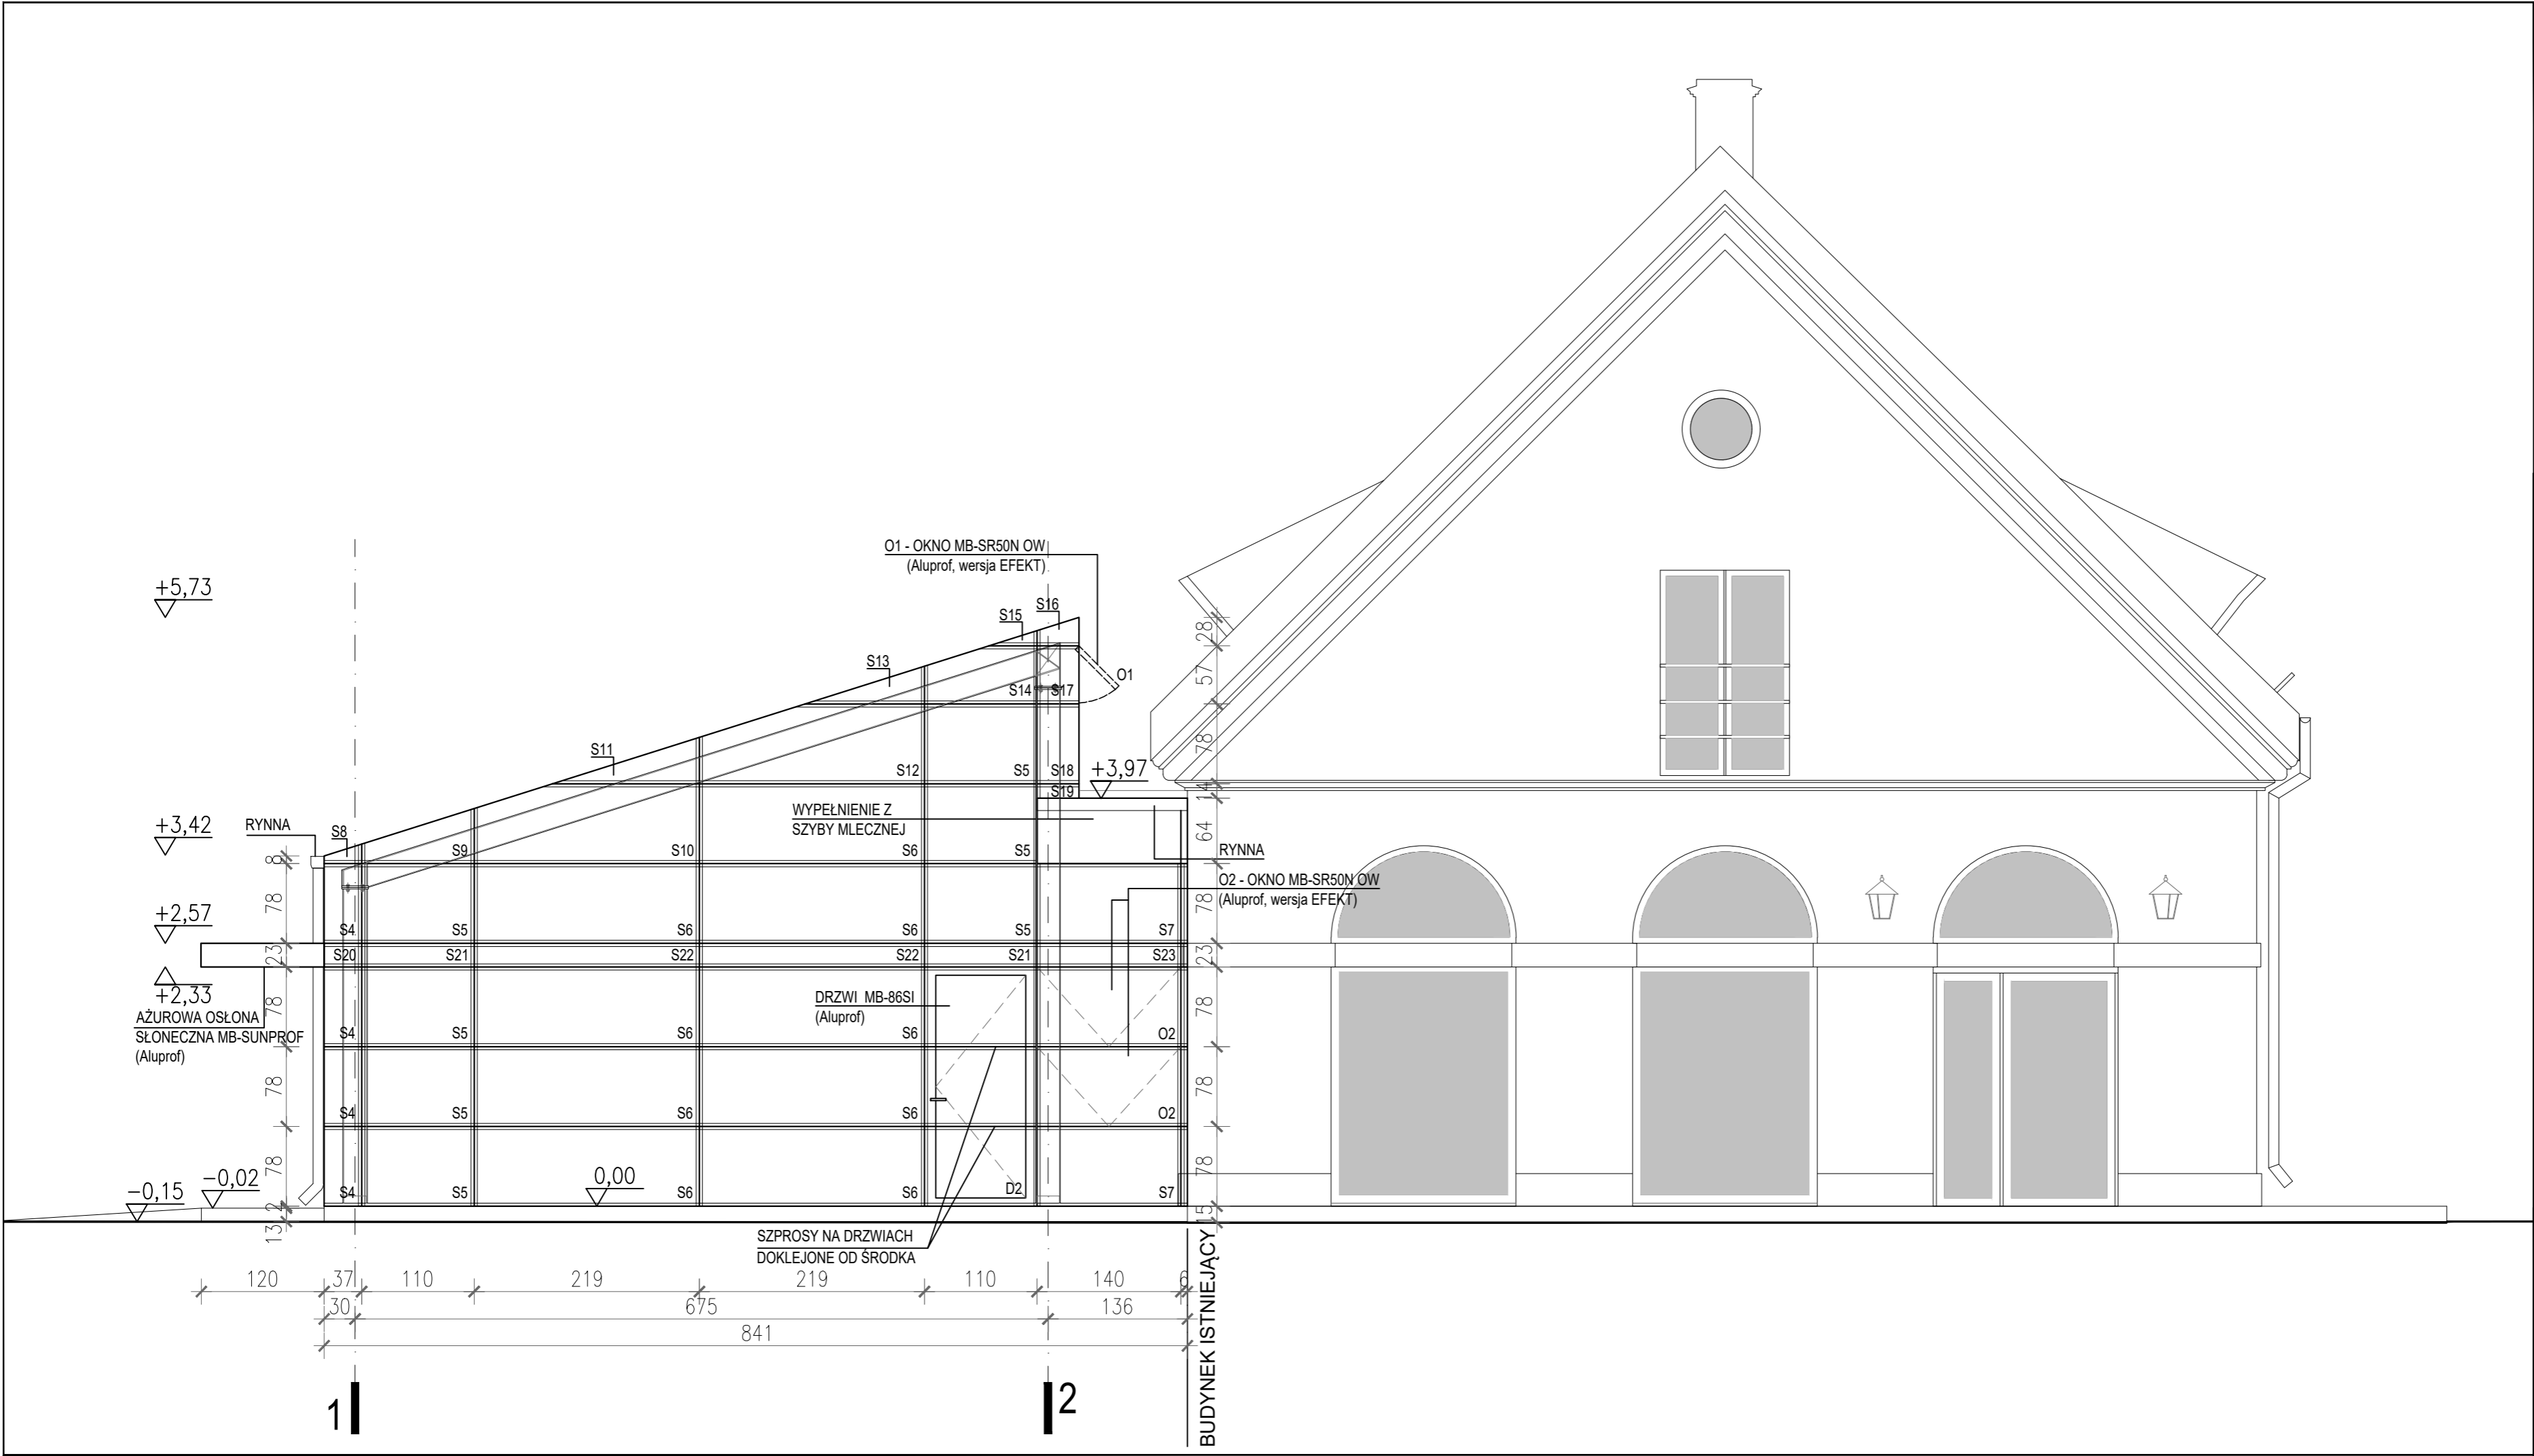 O1 - OKNO MB-SR50N OW
(Aluprof, wersja EFEKT)
+5,73
S16
S15
28
S13
O1
57
S14
S17
S11
78
S12
S5
S18
+3,97
14
S19
WYPEŁNIENIE Z
SZYBY MLECZNEJ
+3,42
RYNNA
S8
64
8
S9
S10
S6
S5
RYNNA
O2 - OKNO MB-SR50N OW
(Aluprof, wersja EFEKT)
78
78
+2,57
S4
S5
S6
S6
S5
S7
23
S20
S21
S22
S22
S21
S23
23
+2,33
AŻUROWA OSŁONA
SŁONECZNA MB-SUNPROF
(Aluprof)
78
DRZWI MB-86SI
(Aluprof)
78
S4
S5
S6
S6
O2
78
78
S4
S5
S6
S6
O2
78
78
-0,15
-0,02
0,00
S4
S5
S6
S6
D2
S7
2
13
15
SZPROSY NA DRZWIACH
DOKLEJONE OD ŚRODKA
120
37
110
219
219
110
140
6
30
675
136
841
BUDYNEK ISTNIEJĄCY
1
2